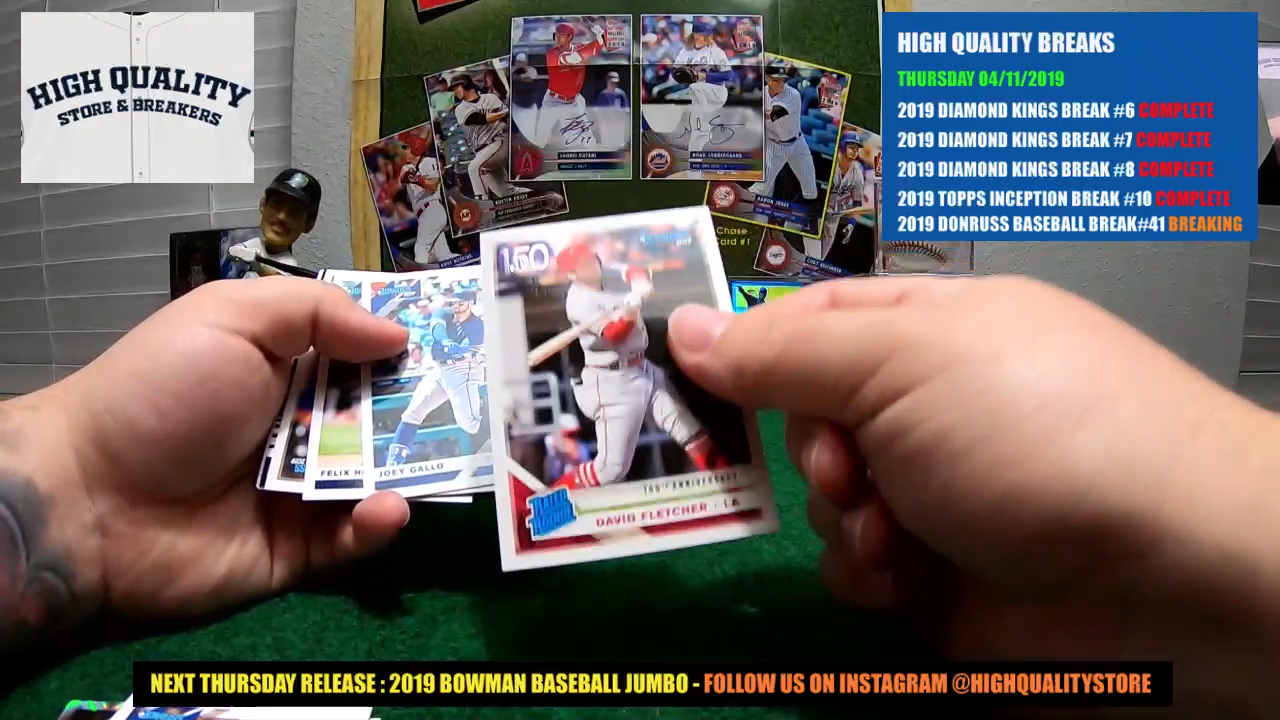 HIGH QUALITY
STORE & BREAKERS
HIGH QUALITY BREAKS
THURSDAY 04/11/2019
2019 DIAMOND KINGS BREAK #6 COMPLETE
2019 DIAMOND KINGS BREAK #7 COMPLETE
2019 DIAMOND KINGS BREAK #8 COMPLETE
2019 TOPPS INCEPTION BREAK #10 COMPLETE
2019 DONRUSS BASEBALL BREAK#41 BREAKING
Chase
Card #1
150
FELIX H
JOEY GALLO
150TH ANNIVERSARY
RATED
ROOKIE
DAVID FLETCHER - LA
NEXT THURSDAY RELEASE : 2019 BOWMAN BASEBALL JUMBO - FOLLOW US ON INSTAGRAM @HIGHQUALITYSTORE